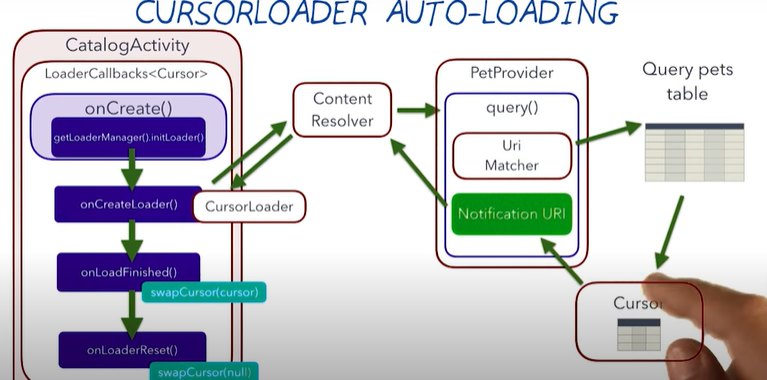 CURSORLOADER AUTO-LOADING
CatalogActivity
LoaderCallbacks<Cursor>
onCreate()
getLoaderManager().initLoader()
onCreateLoader()
CursorLoader
onLoadFinished()
swapCursor(cursor)
onLoaderReset()
swapCursor(null)
Content
Resolver
PetProvider
query()
Uri
Matcher
Notification URI
Query pets
table
Cursor